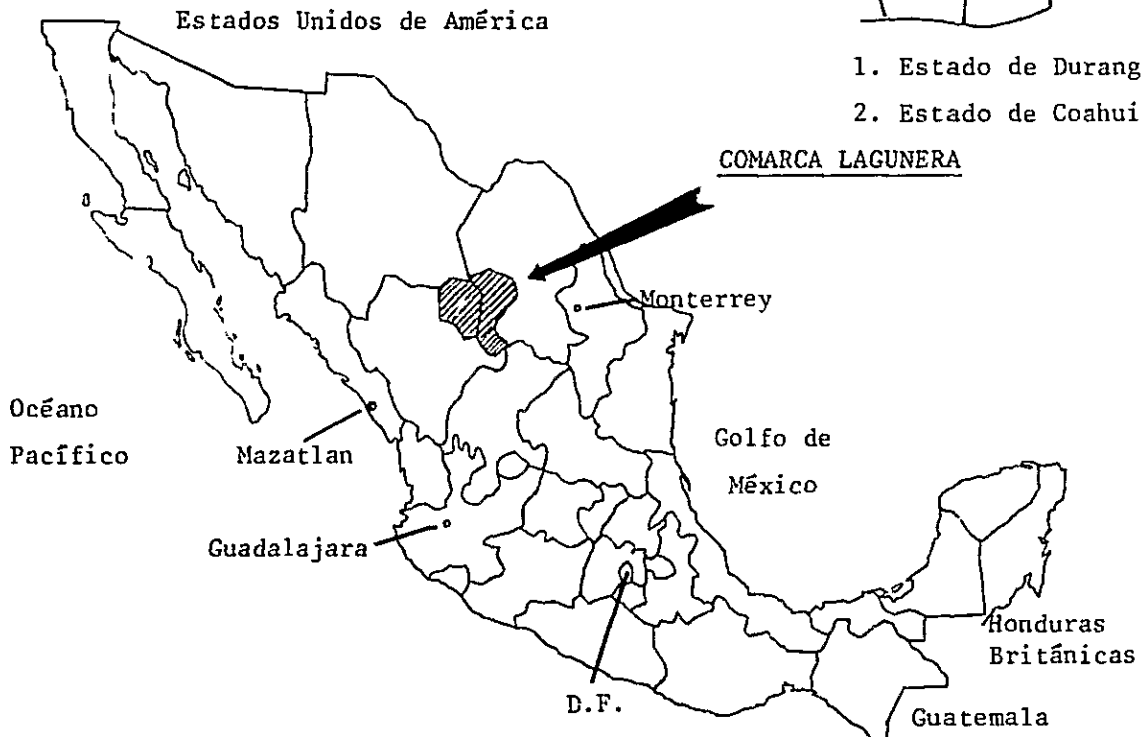 Estados Unidos de América
1. Estado de Durang
2. Estado de Coahui
COMARCA LAGUNERA
Monterrey
Océano
Pacífico
Mazatlan
Golfo de
México
Guadalajara
Honduras
Británicas
D.F.
Guatemala